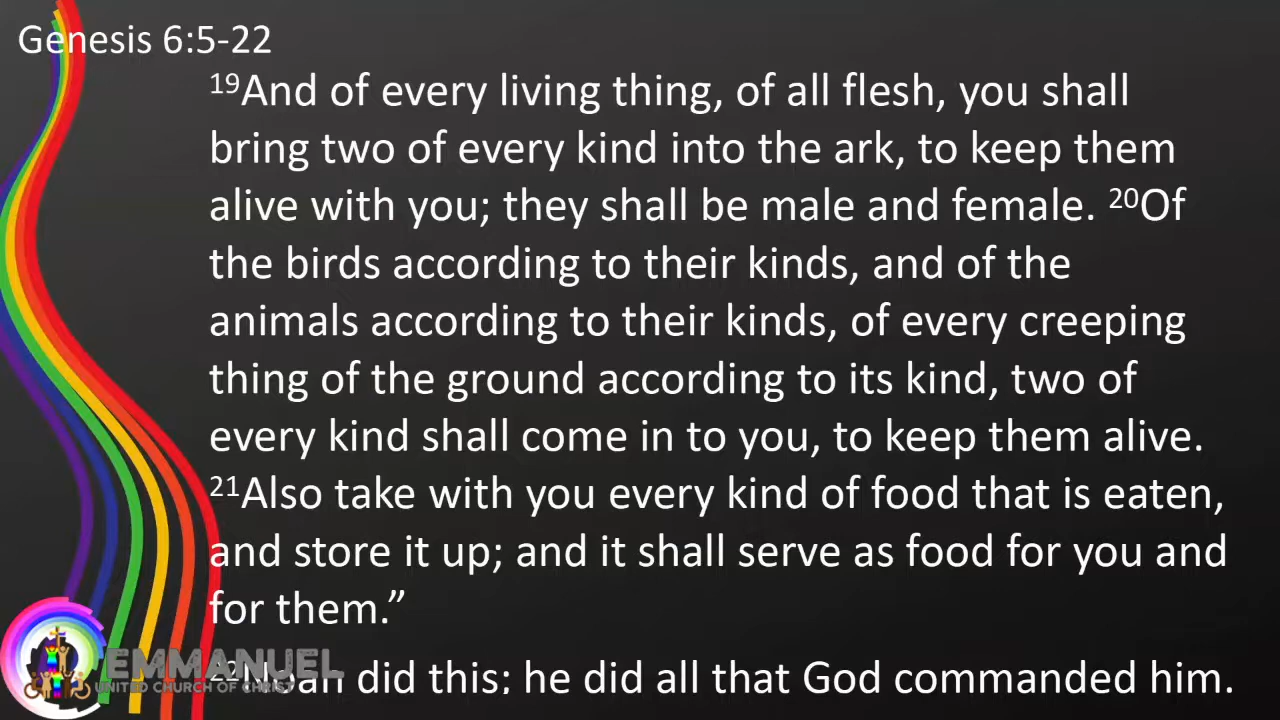 Genesis 6:5-22
19And of every living thing, of all flesh, you shall
bring two of every kind into the ark, to keep them
alive with you; they shall be male and female. 20Of
the birds according to their kinds, and of the
animals according to their kinds, of every creeping
thing of the ground according to its kind, two of
every kind shall come in to you, to keep them alive.
21Also take with you every kind of food that is eaten,
and store it up; and it shall serve as food for you and
for them.”
22Noah did this; he did all that God commanded him.
EMMANUEL
UNITED CHURCH OF CHRIST